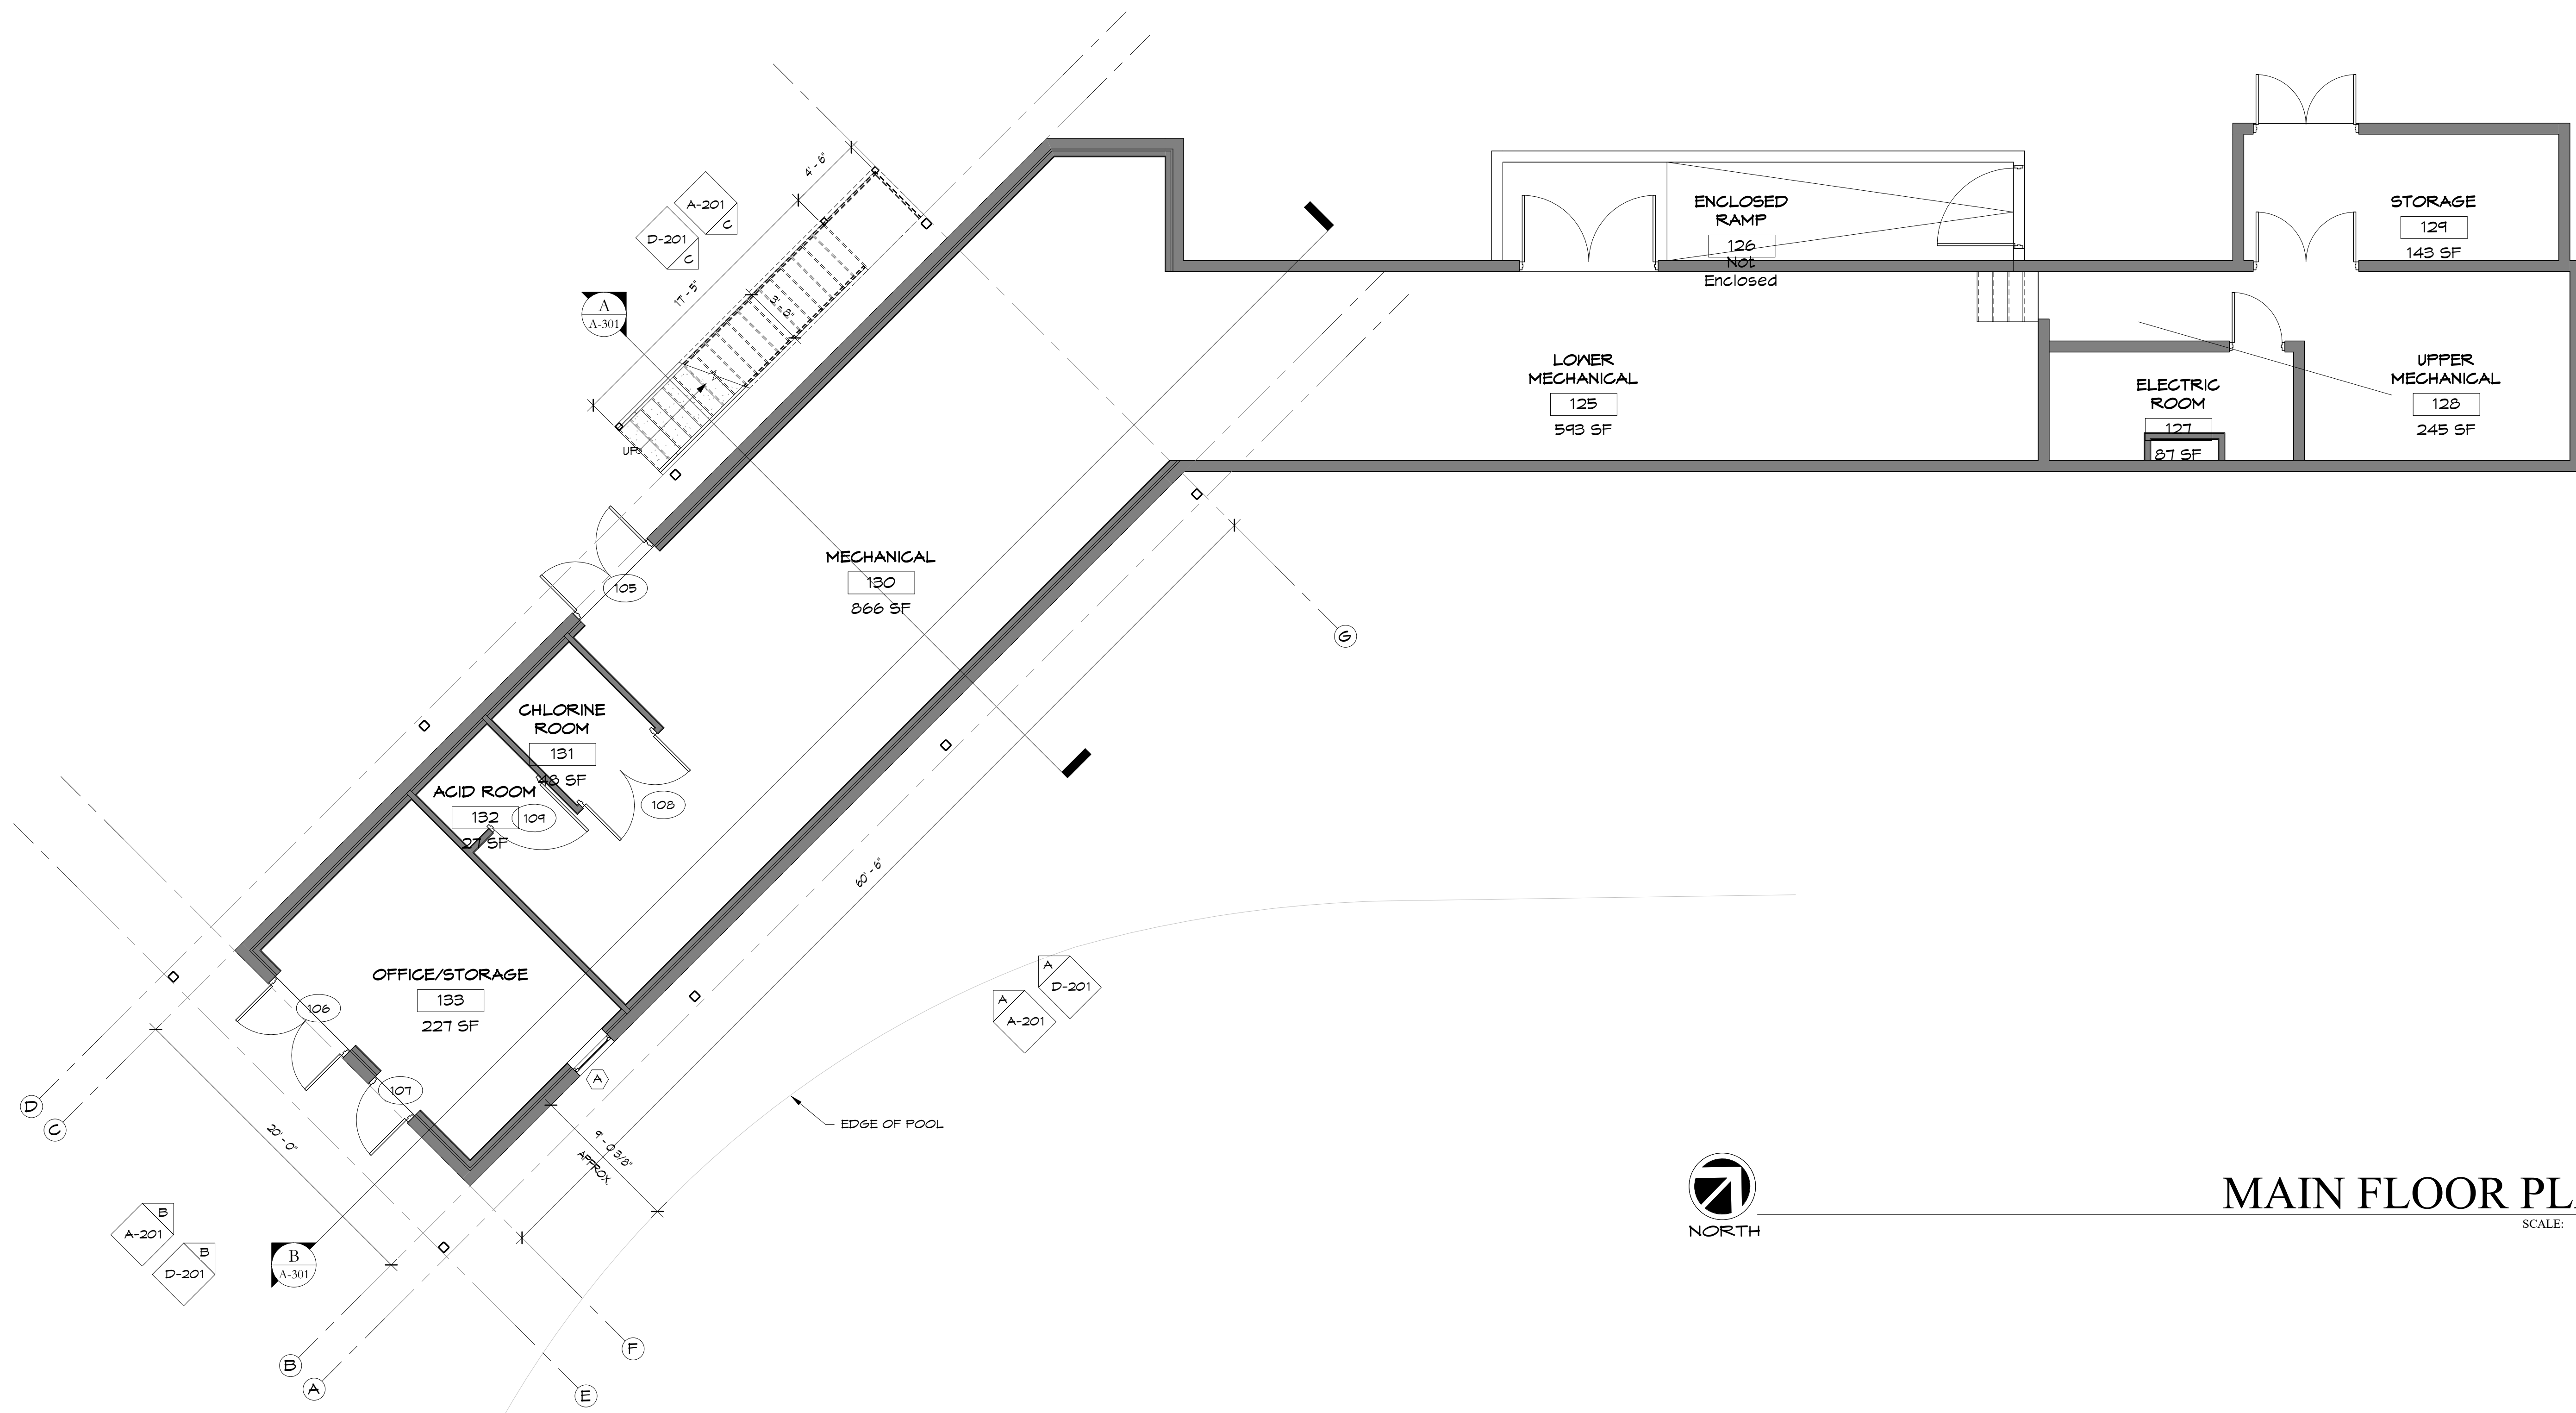 4' - 6"
A-201
C
D-201
C
17' - 5"
3' - 8"
A
A-301
UP
ENCLOSED
RAMP
126
Not
Enclosed
STORAGE
129
143 SF
LOWER
MECHANICAL
125
593 SF
ELECTRIC
ROOM
127
87 SF
UPPER
MECHANICAL
128
245 SF
MECHANICAL
130
866 SF
105
G
CHLORINE
ROOM
131
48 SF
108
ACID ROOM
132
27 SF
109
60' - 6"
OFFICE/STORAGE
133
227 SF
106
107
A
A
D-201
A
A-201
EDGE OF POOL
D
C
20' - 0"
9' - 0 3/8"
APPROX.
B
A-201
B
D-201
B
A-301
B
A
F
E
NORTH
MAIN FLOOR PL
SCALE: